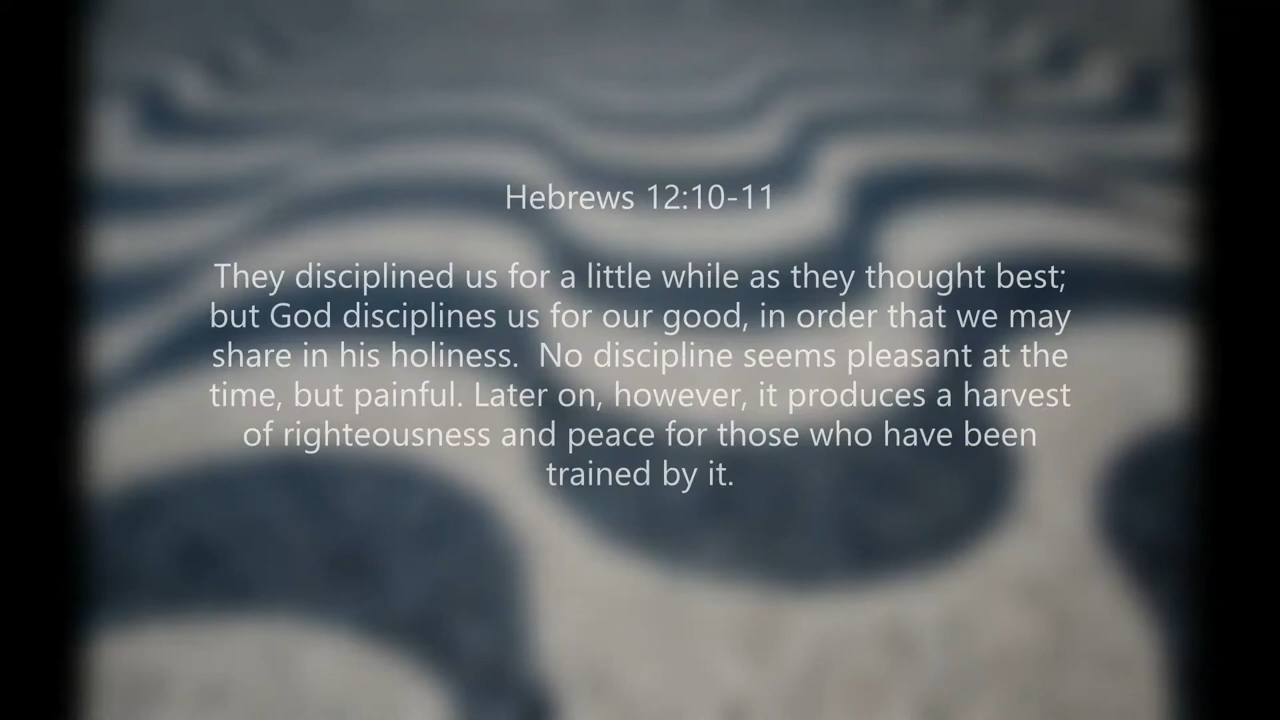 Hebrews 12:10-11
They disciplined us for a little while as they thought best;
but God disciplines us for our good, in order that we may
share in his holiness.  No discipline seems pleasant at the
time, but painful. Later on, however, it produces a harvest
of righteousness and peace for those who have been
trained by it.